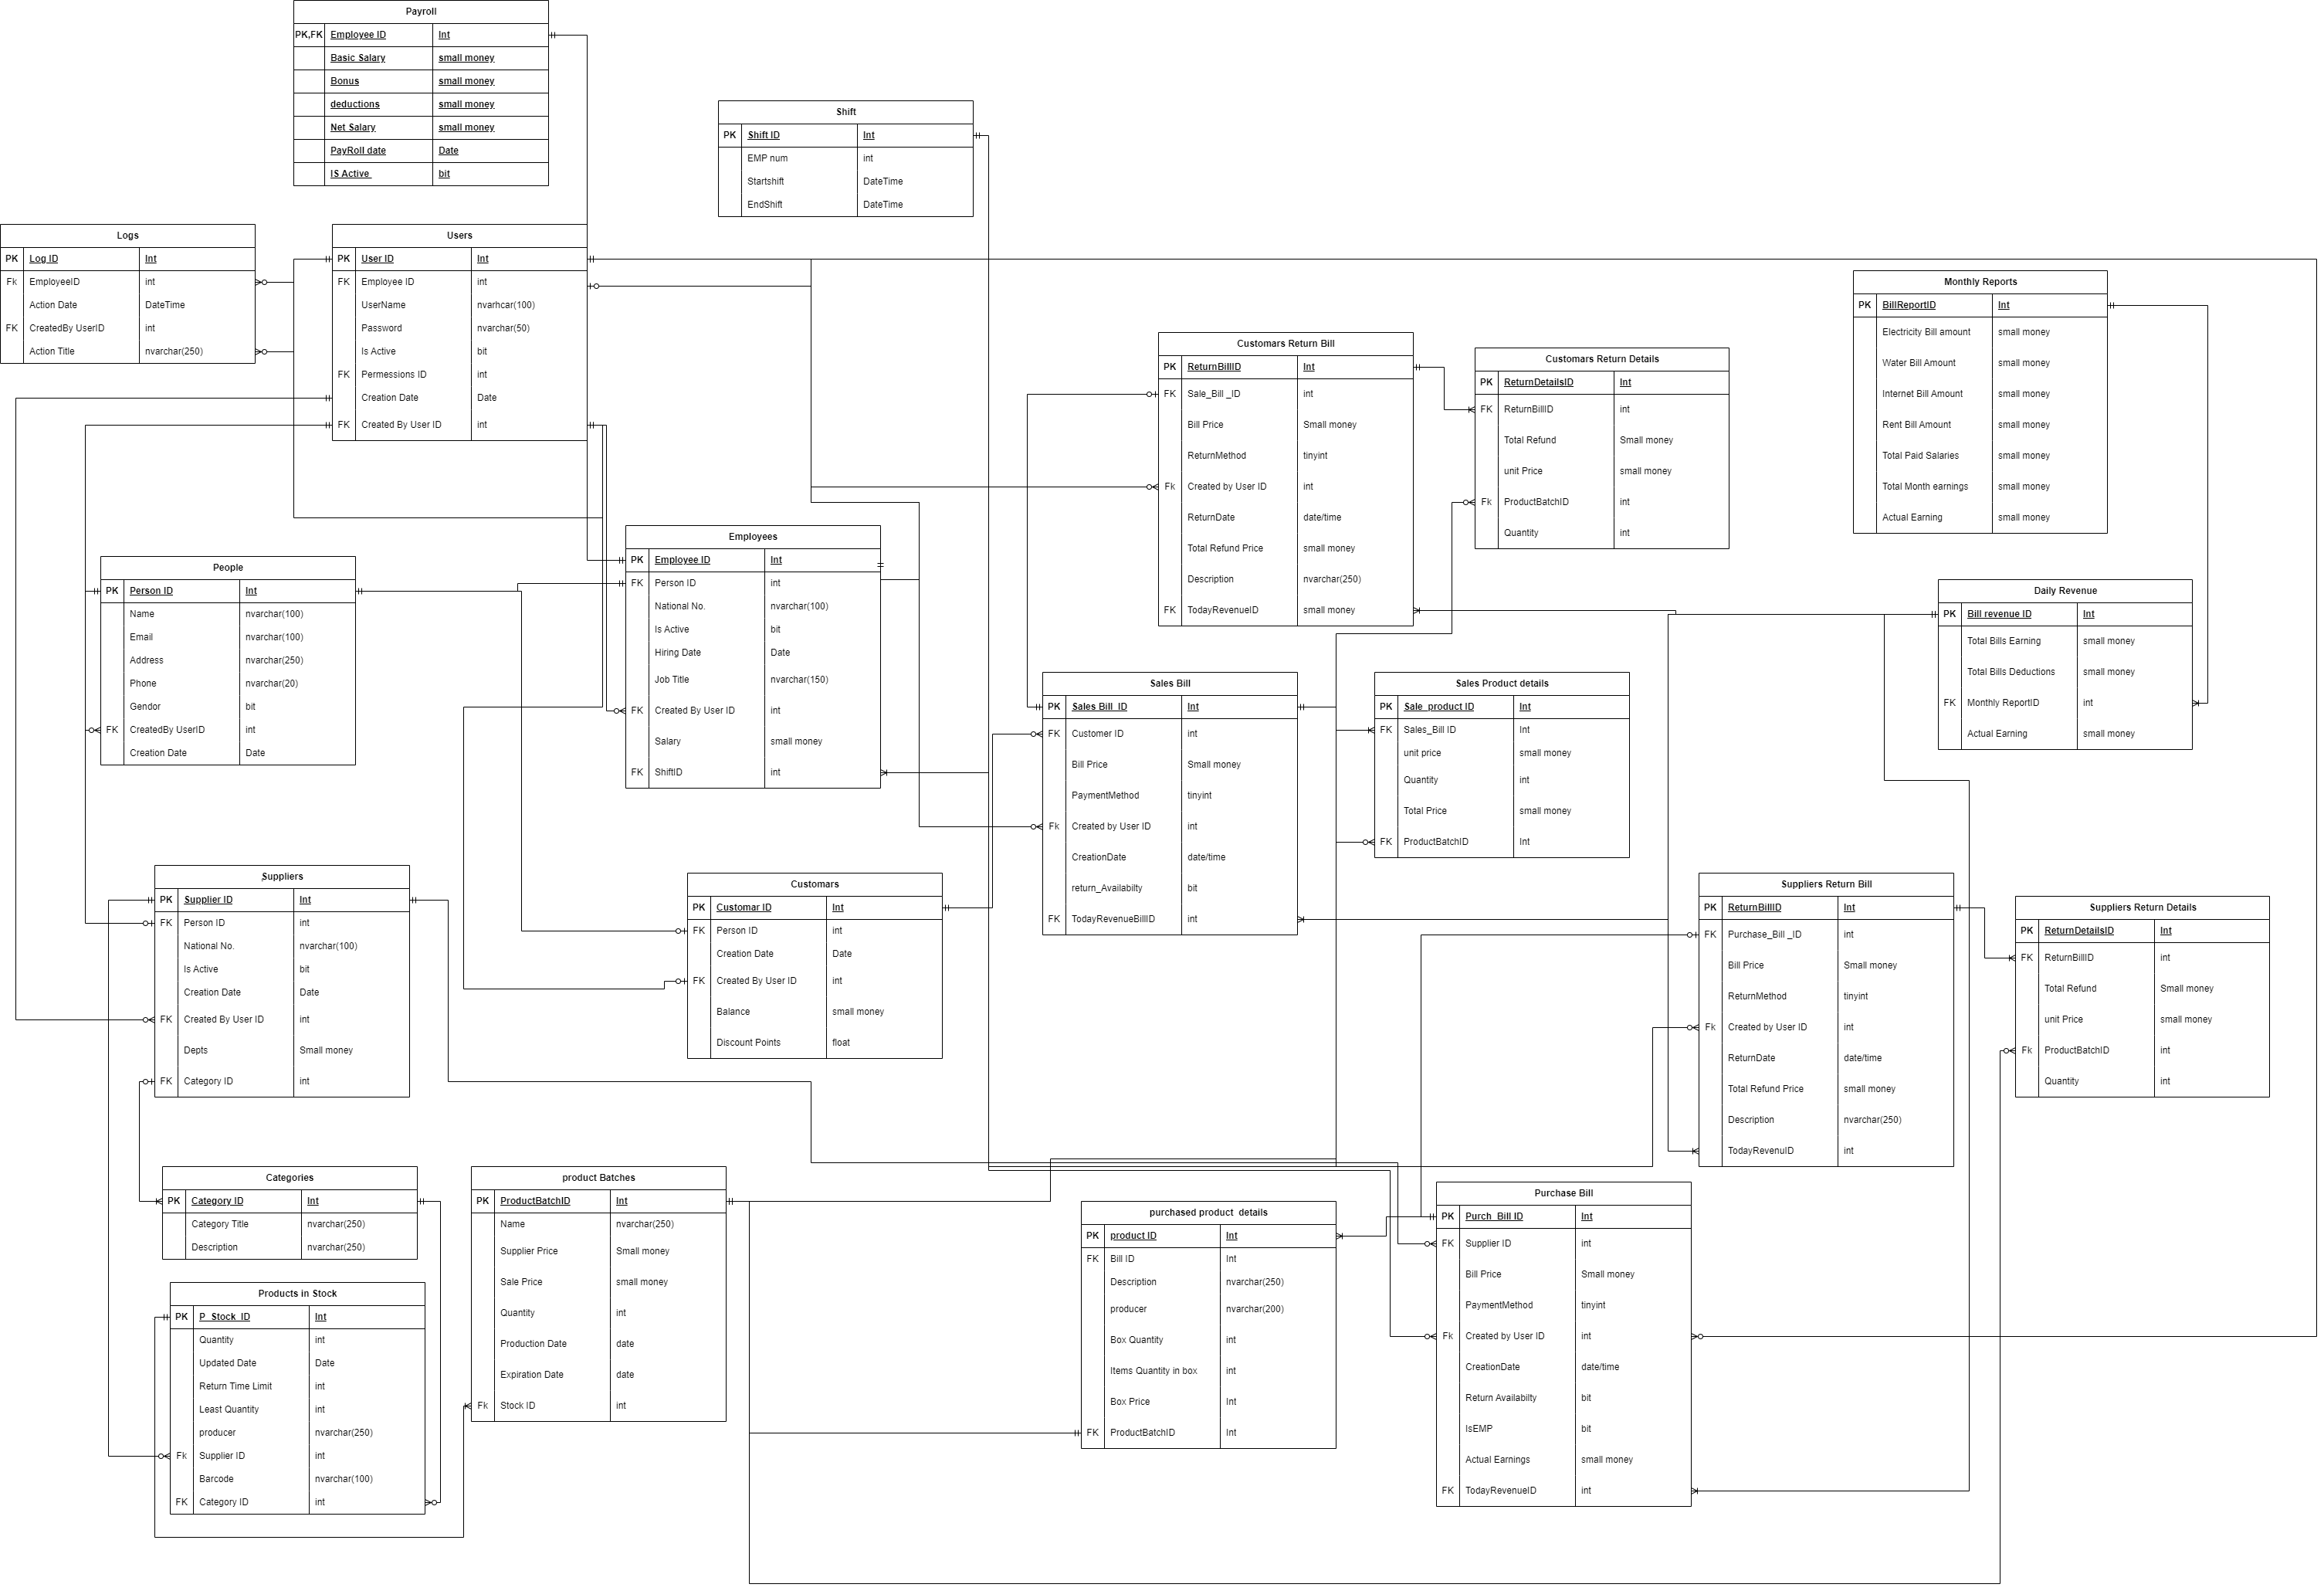 Payroll
PK,FK Employee ID Int
Basic Salary small money
Bonus small money
deductions small money
Net Salary small money
PayRoll date Date
IS Active bit
Shift
PK Shift ID Int
EMP num int
Startshift DateTime
EndShift DateTime
Logs
PK Log ID Int
Fk EmployeeID int
Action Date DateTime
FK CreatedBy UserID int
Action Title nvarchar(250)
Users
PK User ID Int
FK Employee ID int
UserName nvarhcar(100)
Password nvarchar(50)
Is Active bit
FK Permessions ID int
Creation Date Date
FK Created By User ID int
Monthly Reports
PK BillReportID Int
Electricity Bill amount small money
Water Bill Amount small money
Internet Bill Amount small money
Rent Bill Amount small money
Total Paid Salaries small money
Total Month earnings small money
Actual Earning small money
Customars Return Bill
PK ReturnBillID Int
FK Sale_Bill _ID int
Bill Price Small money
ReturnMethod tinyint
Fk Created by User ID int
ReturnDate date/time
Total Refund Price small money
Description nvarchar(250)
FK TodayRevenueID small money
Customars Return Details
PK ReturnDetailsID Int
FK ReturnBillID int
Total Refund Small money
unit Price small money
Fk ProductBatchID int
Quantity int
Employees
PK Employee ID Int
FK Person ID int
National No. nvarchar(100)
Is Active bit
Hiring Date Date
Job Title nvarchar(150)
FK Created By User ID int
Salary small money
FK ShiftID int
People
PK Person ID Int
Name nvarchar(100)
Email nvarchar(100)
Address nvarchar(250)
Phone nvarchar(20)
Gendor bit
FK CreatedBy UserID int
Creation Date Date
Daily Revenue
PK Bill revenue ID Int
Total Bills Earning small money
Total Bills Deductions small money
FK Monthly ReportID int
Actual Earning small money
Sales Bill
PK Sales Bill_ID Int
FK Customer ID int
Bill Price Small money
PaymentMethod tinyint
Fk Created by User ID int
CreationDate date/time
return_Availabilty bit
FK TodayRevenueBillID int
Sales Product details
PK Sale_product ID Int
FK Sales_Bill ID Int
unit price small money
Quantity int
Total Price small money
FK ProductBatchID Int
Suppliers
PK Supplier ID Int
FK Person ID int
National No. nvarchar(100)
Is Active bit
Creation Date Date
FK Created By User ID int
Depts Small money
FK Category ID int
Customars
PK Customar ID Int
FK Person ID int
Creation Date Date
FK Created By User ID int
Balance small money
Discount Points float
Suppliers Return Bill
PK ReturnBillID Int
FK Purchase_Bill _ID int
Bill Price Small money
ReturnMethod tinyint
Fk Created by User ID int
ReturnDate date/time
Total Refund Price small money
Description nvarchar(250)
TodayRevenuID int
Suppliers Return Details
PK ReturnDetailsID Int
FK ReturnBillID int
Total Refund Small money
unit Price small money
Fk ProductBatchID int
Quantity int
Categories
PK Category ID Int
Category Title nvarchar(250)
Description nvarchar(250)
product Batches
PK ProductBatchID Int
Name nvarchar(250)
Supplier Price Small money
Sale Price small money
Quantity int
Production Date date
Expiration Date date
Fk Stock ID int
purchased product details
PK product ID Int
FK Bill ID Int
Description nvarchar(250)
producer nvarchar(200)
Box Quantity int
Items Quantity in box int
Box Price Int
FK ProductBatchID Int
Purchase Bill
PK Purch_Bill ID Int
FK Supplier ID int
Bill Price Small money
PaymentMethod tinyint
Fk Created by User ID int
CreationDate date/time
Return Availabilty bit
IsEMP bit
Actual Earnings small money
FK TodayRevenueID int
Products in Stock
PK P_Stock_ID Int
Quantity int
Updated Date Date
Return Time Limit int
Least Quantity int
producer nvarchar(250)
Fk Supplier ID int
Barcode nvarchar(100)
FK Category ID int